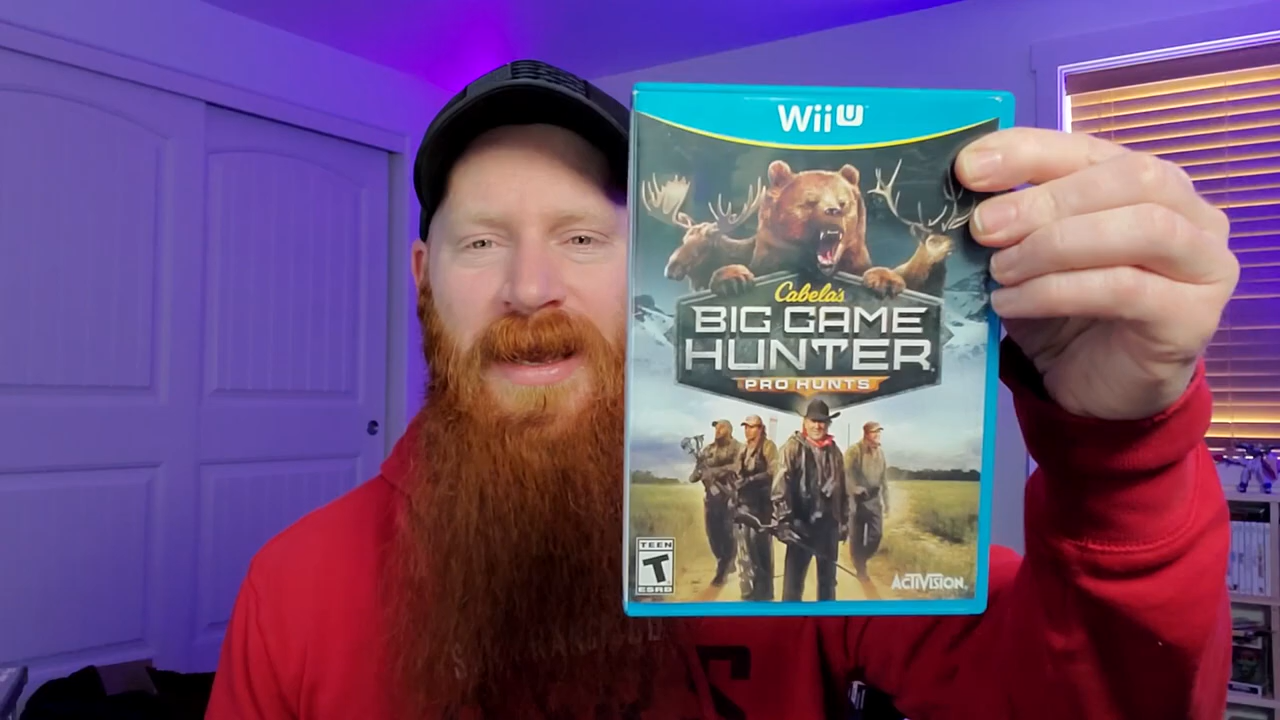 Wii U
Cabela's
BIG GAME
HUNTER
PRO HUNTS
TEEN
T
ESRB
ACTIVISION